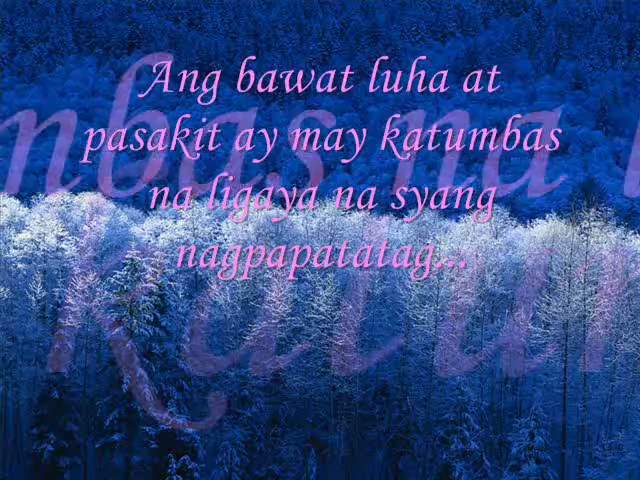 Ang bawat luha at
pasakit ay may katumbas
na ligaya na syang
nagpapatatag...